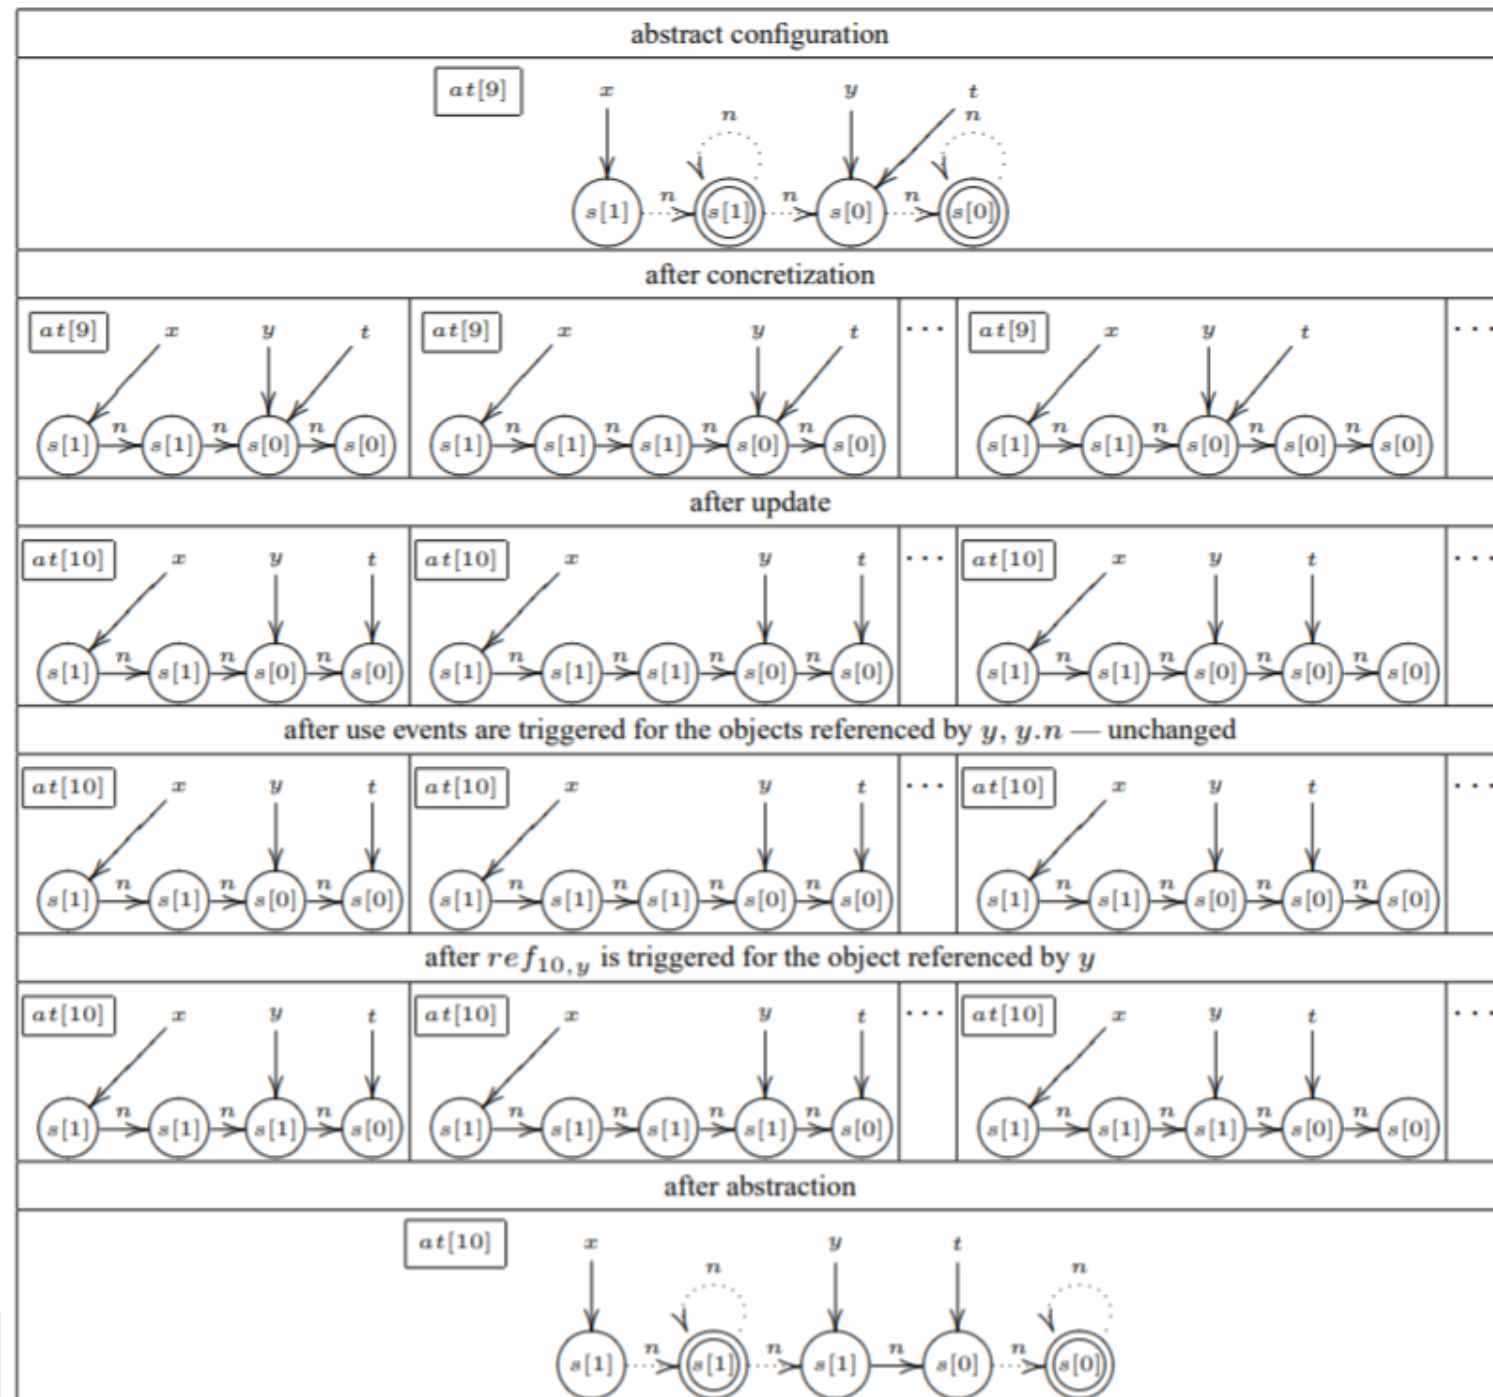 abstract configuration
at[9] x y t
n n
n n n
s[1] s[1] s[0] s[0]
after concretization
at[9] x y t at[9] x y t ··· at[9] x y t ···
n n n n n n n n n n n
s[1] s[1] s[0] s[0] s[1] s[1] s[1] s[0] s[0] s[1] s[1] s[0] s[0] s[0]
after update
at[10] x y t at[10] x y t ··· at[10] x y t ···
n n n n n n n n n n n
s[1] s[1] s[0] s[0] s[1] s[1] s[1] s[0] s[0] s[1] s[1] s[0] s[0] s[0]
after use events are triggered for the objects referenced by y, y.n — unchanged
at[10] x y t at[10] x y t ··· at[10] x y t ···
n n n n n n n n n n n
s[1] s[1] s[0] s[0] s[1] s[1] s[1] s[0] s[0] s[1] s[1] s[0] s[0] s[0]
after ref10,y is triggered for the object referenced by y
at[10] x y t at[10] x y t ··· at[10] x y t ···
n n n n n n n n n n n
s[1] s[1] s[1] s[0] s[1] s[1] s[1] s[1] s[0] s[1] s[1] s[1] s[0] s[0]
after abstraction
at[10] x y t
n n
n n n n
s[1] s[1] s[1] s[0] s[0]